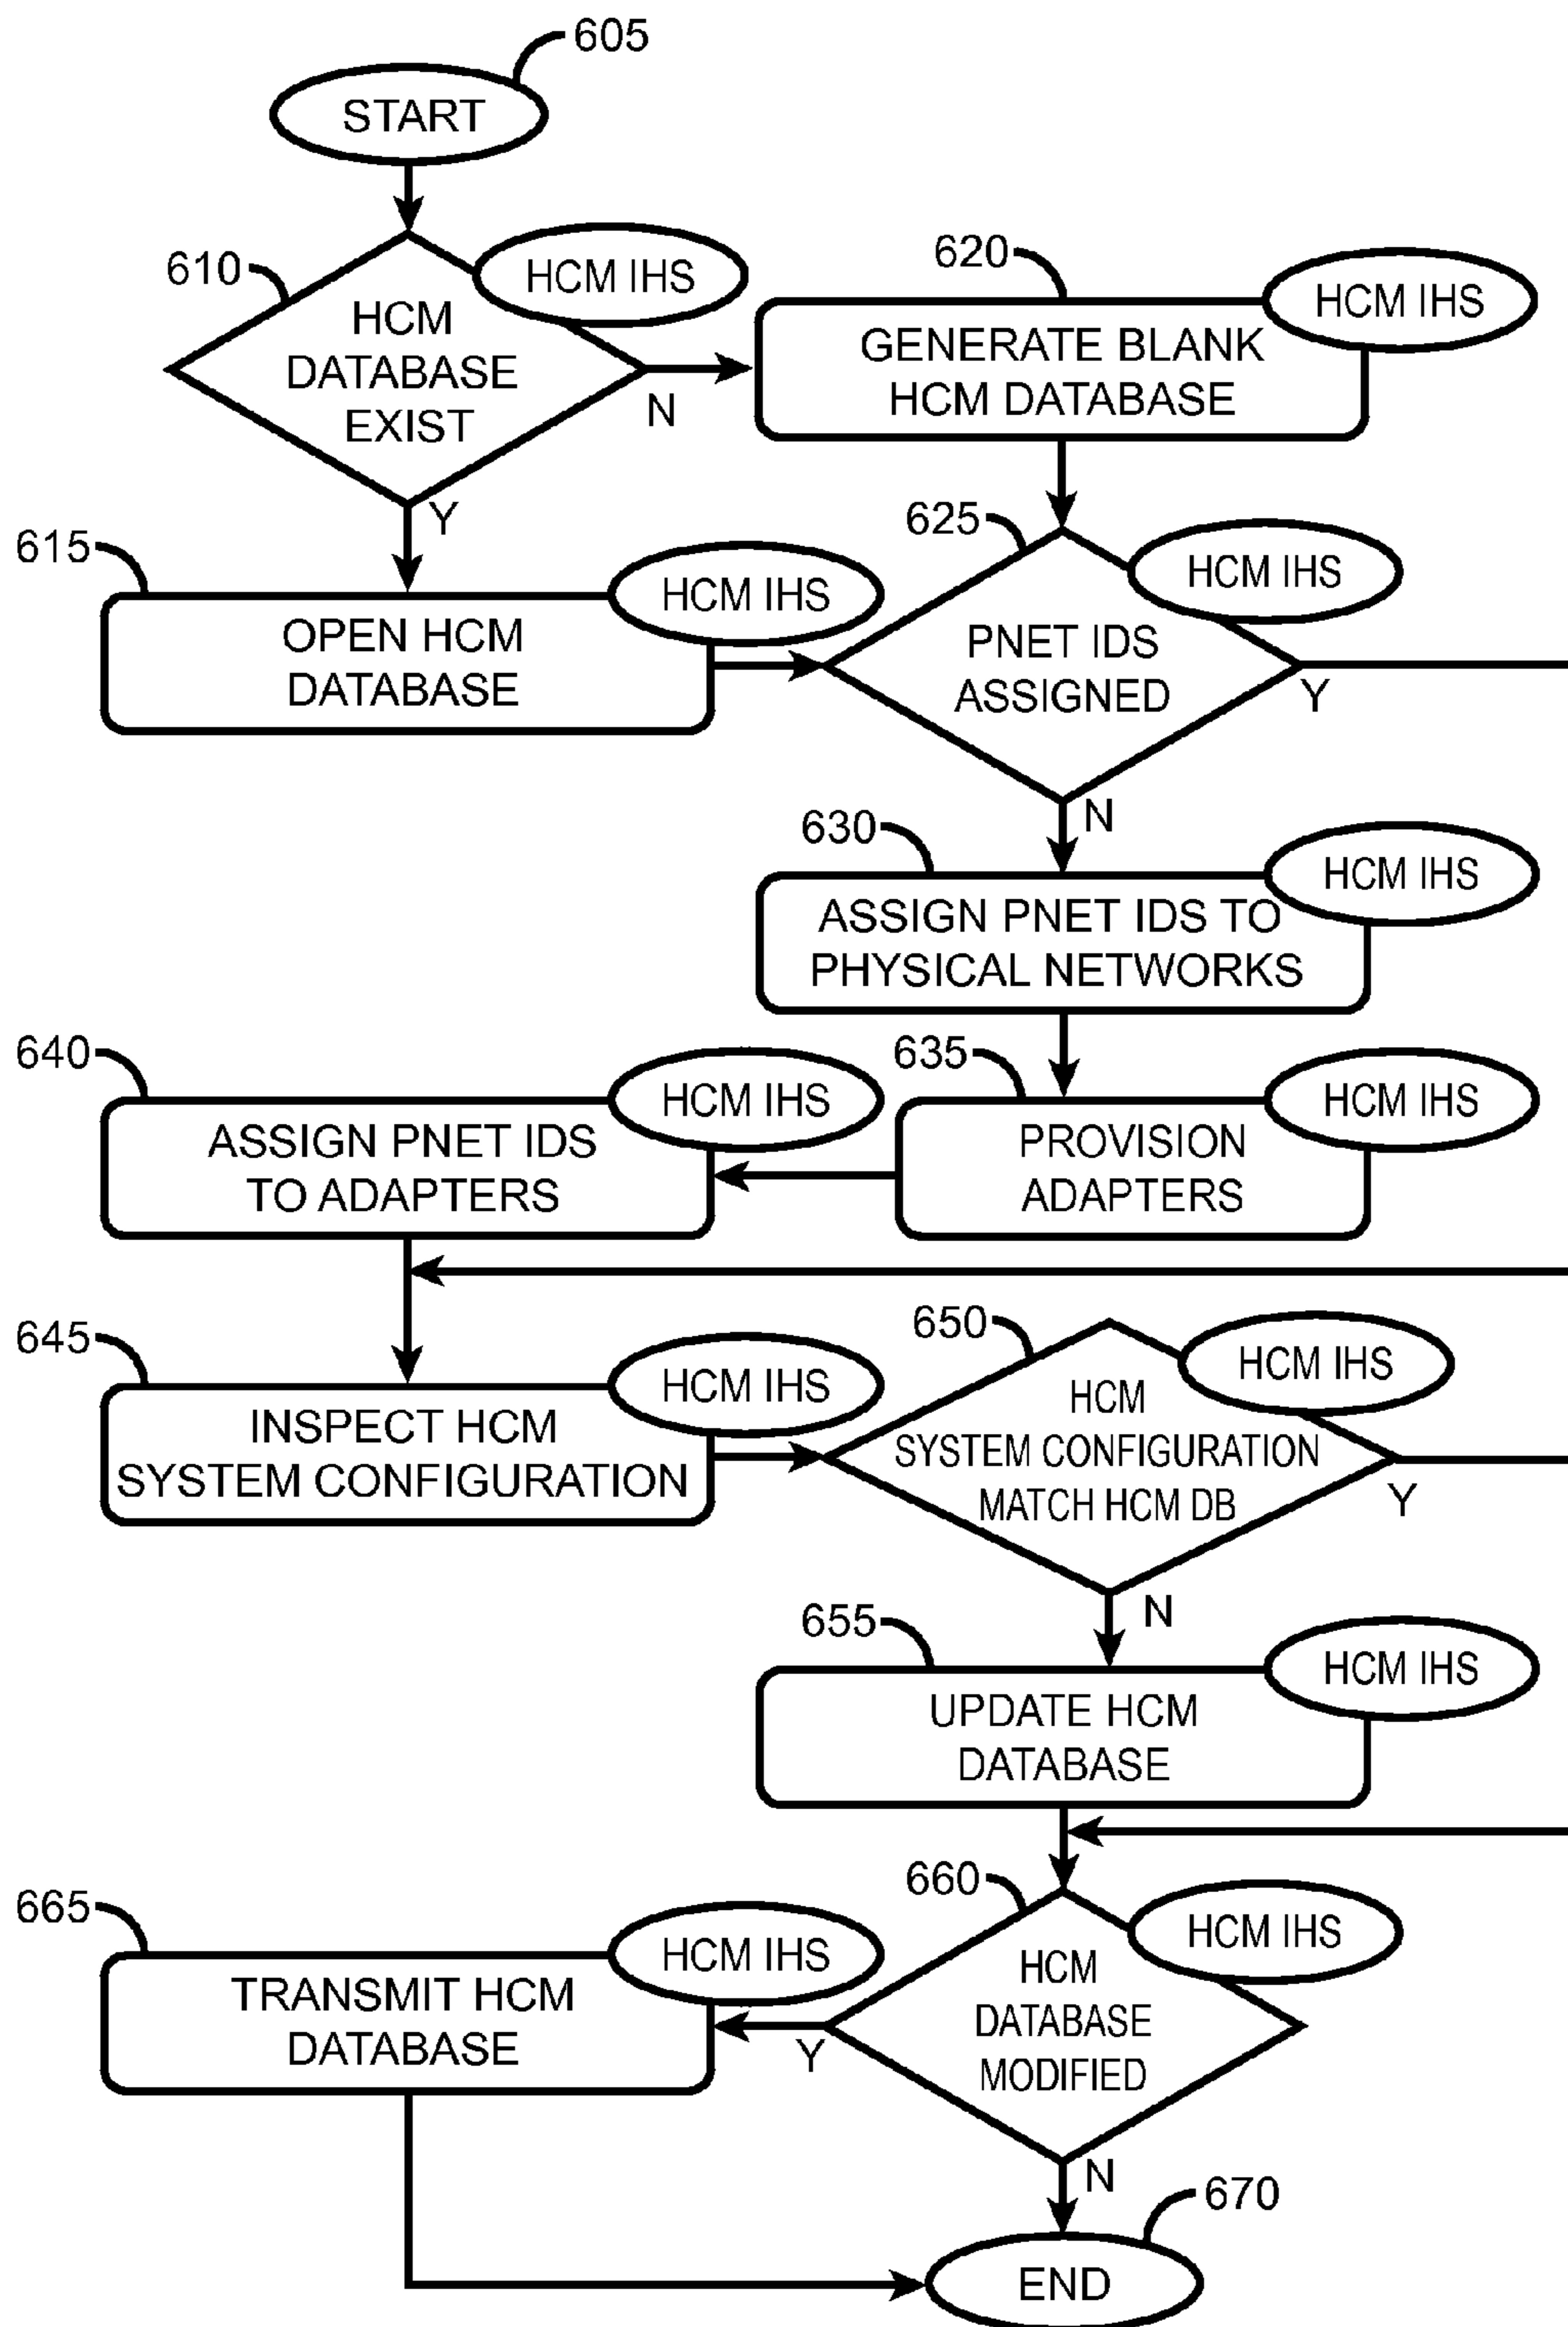 605
START
610
HCM IHS
HCM
DATABASE
EXIST
N
Y
620
HCM IHS
GENERATE BLANK
HCM DATABASE
615
HCM IHS
OPEN HCM
DATABASE
625
HCM IHS
PNET IDS
ASSIGNED
Y
N
630
HCM IHS
ASSIGN PNET IDS TO
PHYSICAL NETWORKS
635
HCM IHS
PROVISION
ADAPTERS
640
HCM IHS
ASSIGN PNET IDS
TO ADAPTERS
645
HCM IHS
INSPECT HCM
SYSTEM CONFIGURATION
650
HCM IHS
HCM
SYSTEM CONFIGURATION
MATCH HCM DB
Y
N
655
HCM IHS
UPDATE HCM
DATABASE
660
HCM IHS
HCM
DATABASE
MODIFIED
Y
N
665
HCM IHS
TRANSMIT HCM
DATABASE
670
END